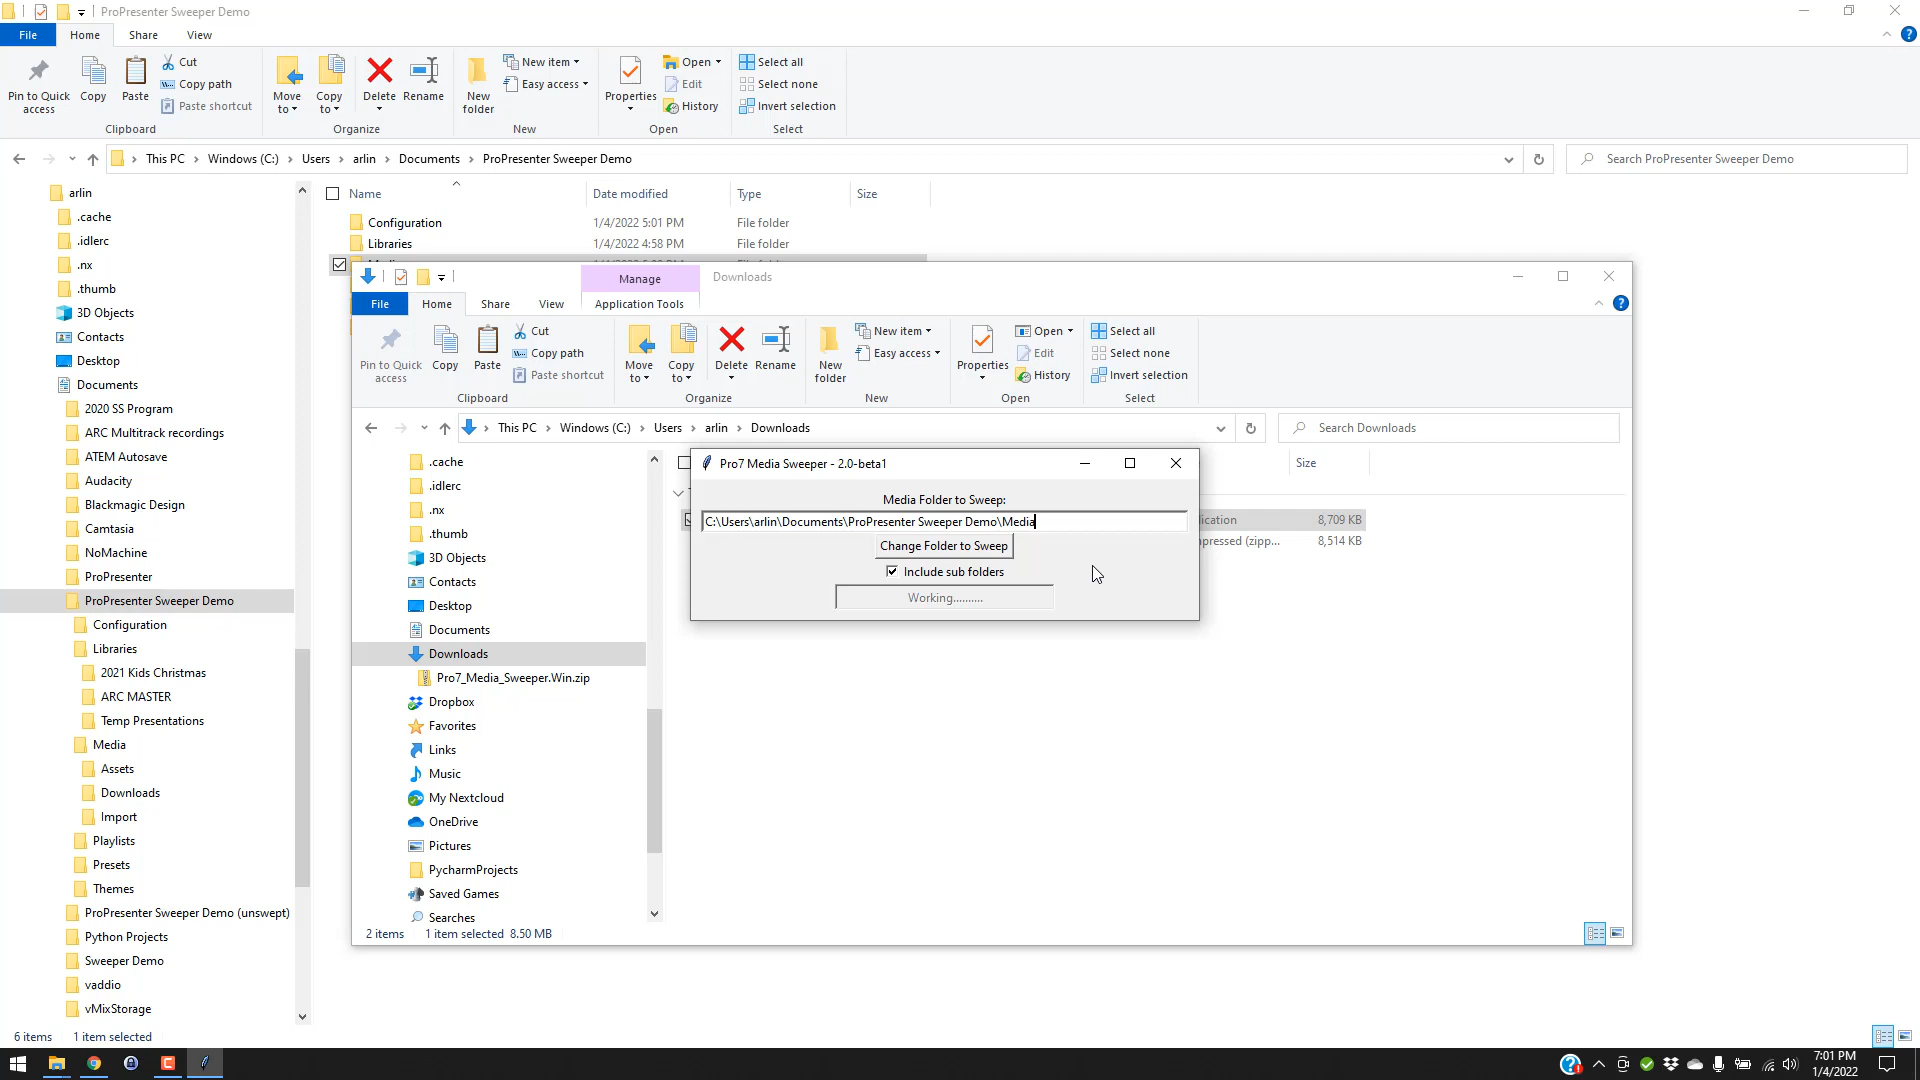 ProPresenter Sweeper Demo
File
Home
Share
View
Pin to Quick access
Copy
Paste
Cut
Copy path
Paste shortcut
Clipboard
Move to
Copy to
Delete
Rename
Organize
New folder
New item
Easy access
New
Properties
Open
Edit
History
Open
Select all
Select none
Invert selection
Select
This PC > Windows (C:) > Users > arlin > Documents > ProPresenter Sweeper Demo
Search ProPresenter Sweeper Demo
arlin
.cache
.idlerc
.nx
.thumb
3D Objects
Contacts
Desktop
Documents
2020 SS Program
ARC Multitrack recordings
ATEM Autosave
Audacity
Blackmagic Design
Camtasia
NoMachine
ProPresenter
ProPresenter Sweeper Demo
Configuration
Libraries
2021 Kids Christmas
ARC MASTER
Temp Presentations
Media
Assets
Downloads
Import
Playlists
Presets
Themes
ProPresenter Sweeper Demo (unswept)
Python Projects
Sweeper Demo
vaddio
vMixStorage
6 items 1 item selected
Name Date modified Type Size
Configuration 1/4/2022 5:01 PM File folder
Libraries 1/4/2022 4:58 PM File folder
Manage
Downloads
File
Home
Share
View
Application Tools
Pin to Quick access
Copy
Paste
Cut
Copy path
Paste shortcut
Clipboard
Move to
Copy to
Delete
Rename
Organize
New folder
New item
Easy access
New
Properties
Open
Edit
History
Open
Select all
Select none
Invert selection
Select
This PC > Windows (C:) > Users > arlin > Downloads
Search Downloads
.cache
.idlerc
.nx
.thumb
3D Objects
Contacts
Desktop
Documents
Downloads
Pro7_Media_Sweeper.Win.zip
Dropbox
Favorites
Links
Music
My Nextcloud
OneDrive
Pictures
PycharmProjects
Saved Games
Searches
Size
ication 8,709 KB
npressed (zipp... 8,514 KB
2 items 1 item selected 8.50 MB
Pro7 Media Sweeper - 2.0-beta1
Media Folder to Sweep:
C:\Users\arlin\Documents\ProPresenter Sweeper Demo\Media
Change Folder to Sweep
Include sub folders
Working..........
7:01 PM
1/4/2022